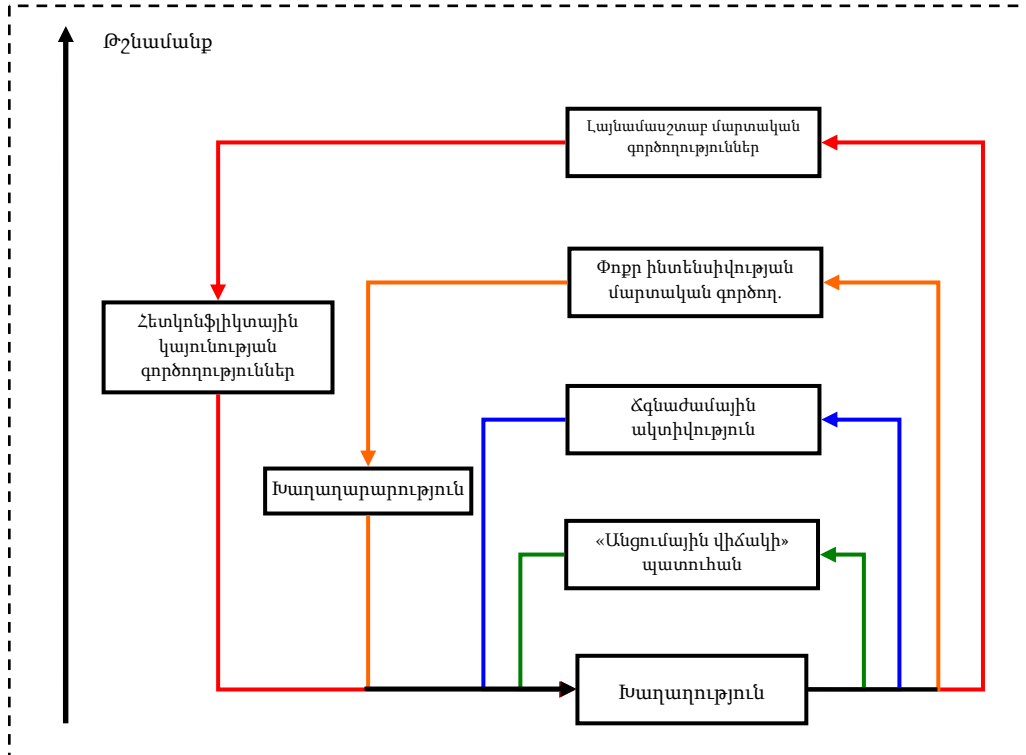 Թշնամանք
Լայնամասշտաբ մարտական
գործողություններ
Փոքր ինտենսիվության
մարտական գործող.
Հետկոնֆլիկտային
կայունության
գործողություններ
Ճգնաժամային
ակտիվություն
Խաղաղարարություն
«Անցումային վիճակի»
պատուհան
Խաղաղություն